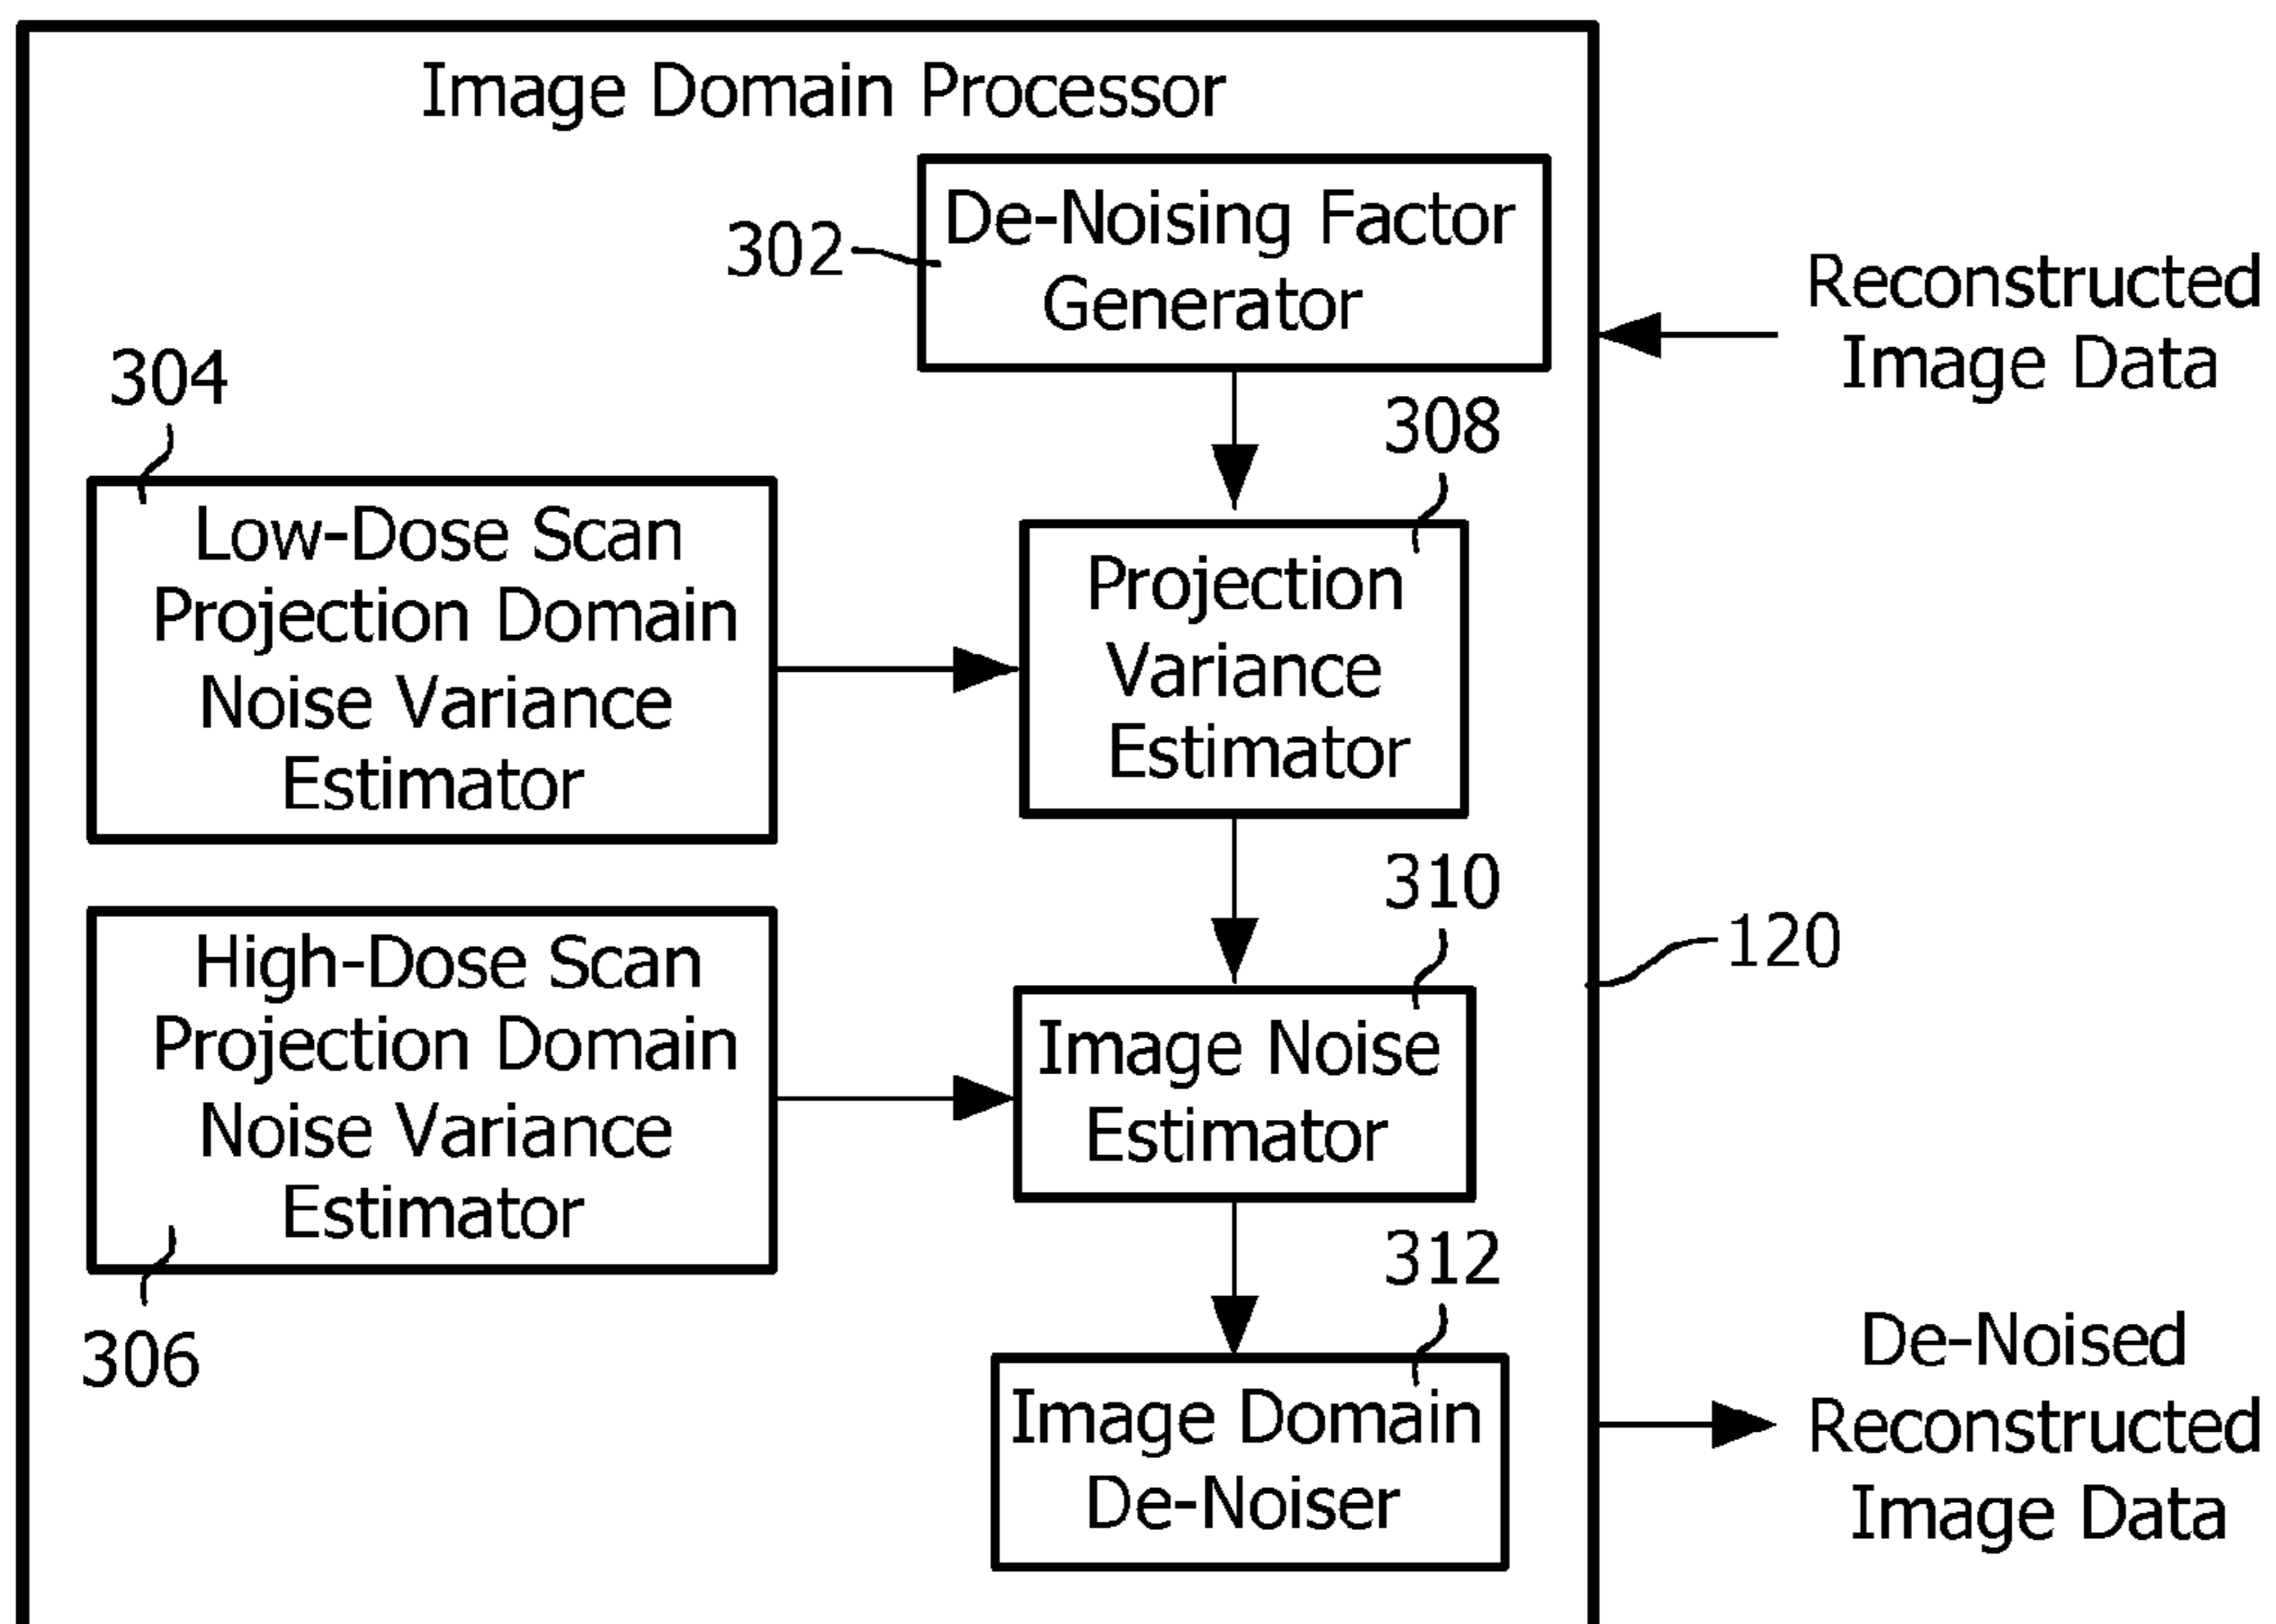 Image Domain Processor
De-Noising Factor
Generator
302
Reconstructed
Image Data
304
308
Low-Dose Scan
Projection Domain
Noise Variance
Estimator
Projection
Variance
Estimator
310
120
High-Dose Scan
Projection Domain
Noise Variance
Estimator
Image Noise
Estimator
306
312
Image Domain
De-Noiser
De-Noised
Reconstructed
Image Data